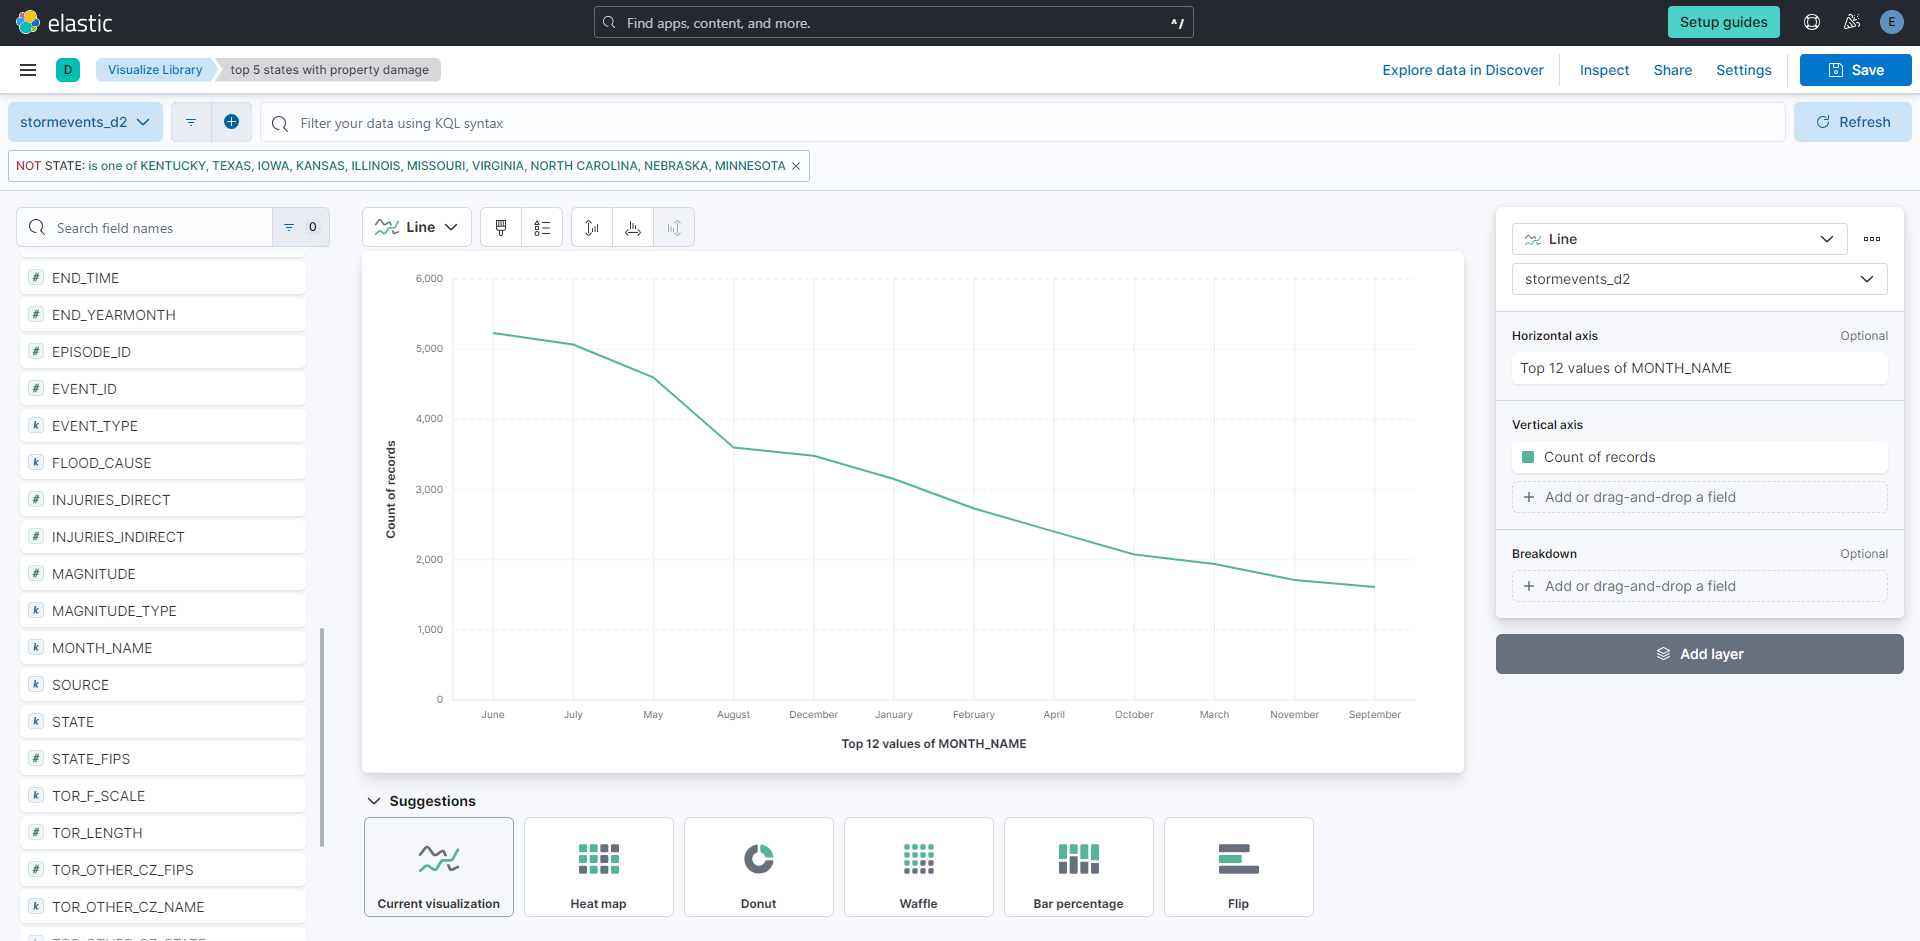 elastic
Find apps, content, and more.
^/
Setup guides
E
D
Visualize Library
top 5 states with property damage
Explore data in Discover
Inspect
Share
Settings
Save
stormevents_d2
Filter your data using KQL syntax
Refresh
NOT STATE: is one of KENTUCKY, TEXAS, IOWA, KANSAS, ILLINOIS, MISSOURI, VIRGINIA, NORTH CAROLINA, NEBRASKA, MINNESOTA
Search field names
0
# END_TIME
# END_YEARMONTH
# EPISODE_ID
# EVENT_ID
k EVENT_TYPE
k FLOOD_CAUSE
# INJURIES_DIRECT
# INJURIES_INDIRECT
# MAGNITUDE
k MAGNITUDE_TYPE
k MONTH_NAME
k SOURCE
k STATE
# STATE_FIPS
k TOR_F_SCALE
# TOR_LENGTH
# TOR_OTHER_CZ_FIPS
k TOR_OTHER_CZ_NAME
Line
6,000
5,000
4,000
3,000
2,000
1,000
0
Count of records
June July May August December January February April October March November September
Top 12 values of MONTH_NAME
Suggestions
Current visualization
Heat map
Donut
Waffle
Bar percentage
Flip
Line
stormevents_d2
Horizontal axis Optional
Top 12 values of MONTH_NAME
Vertical axis
Count of records
Add or drag-and-drop a field
Breakdown Optional
Add or drag-and-drop a field
Add layer